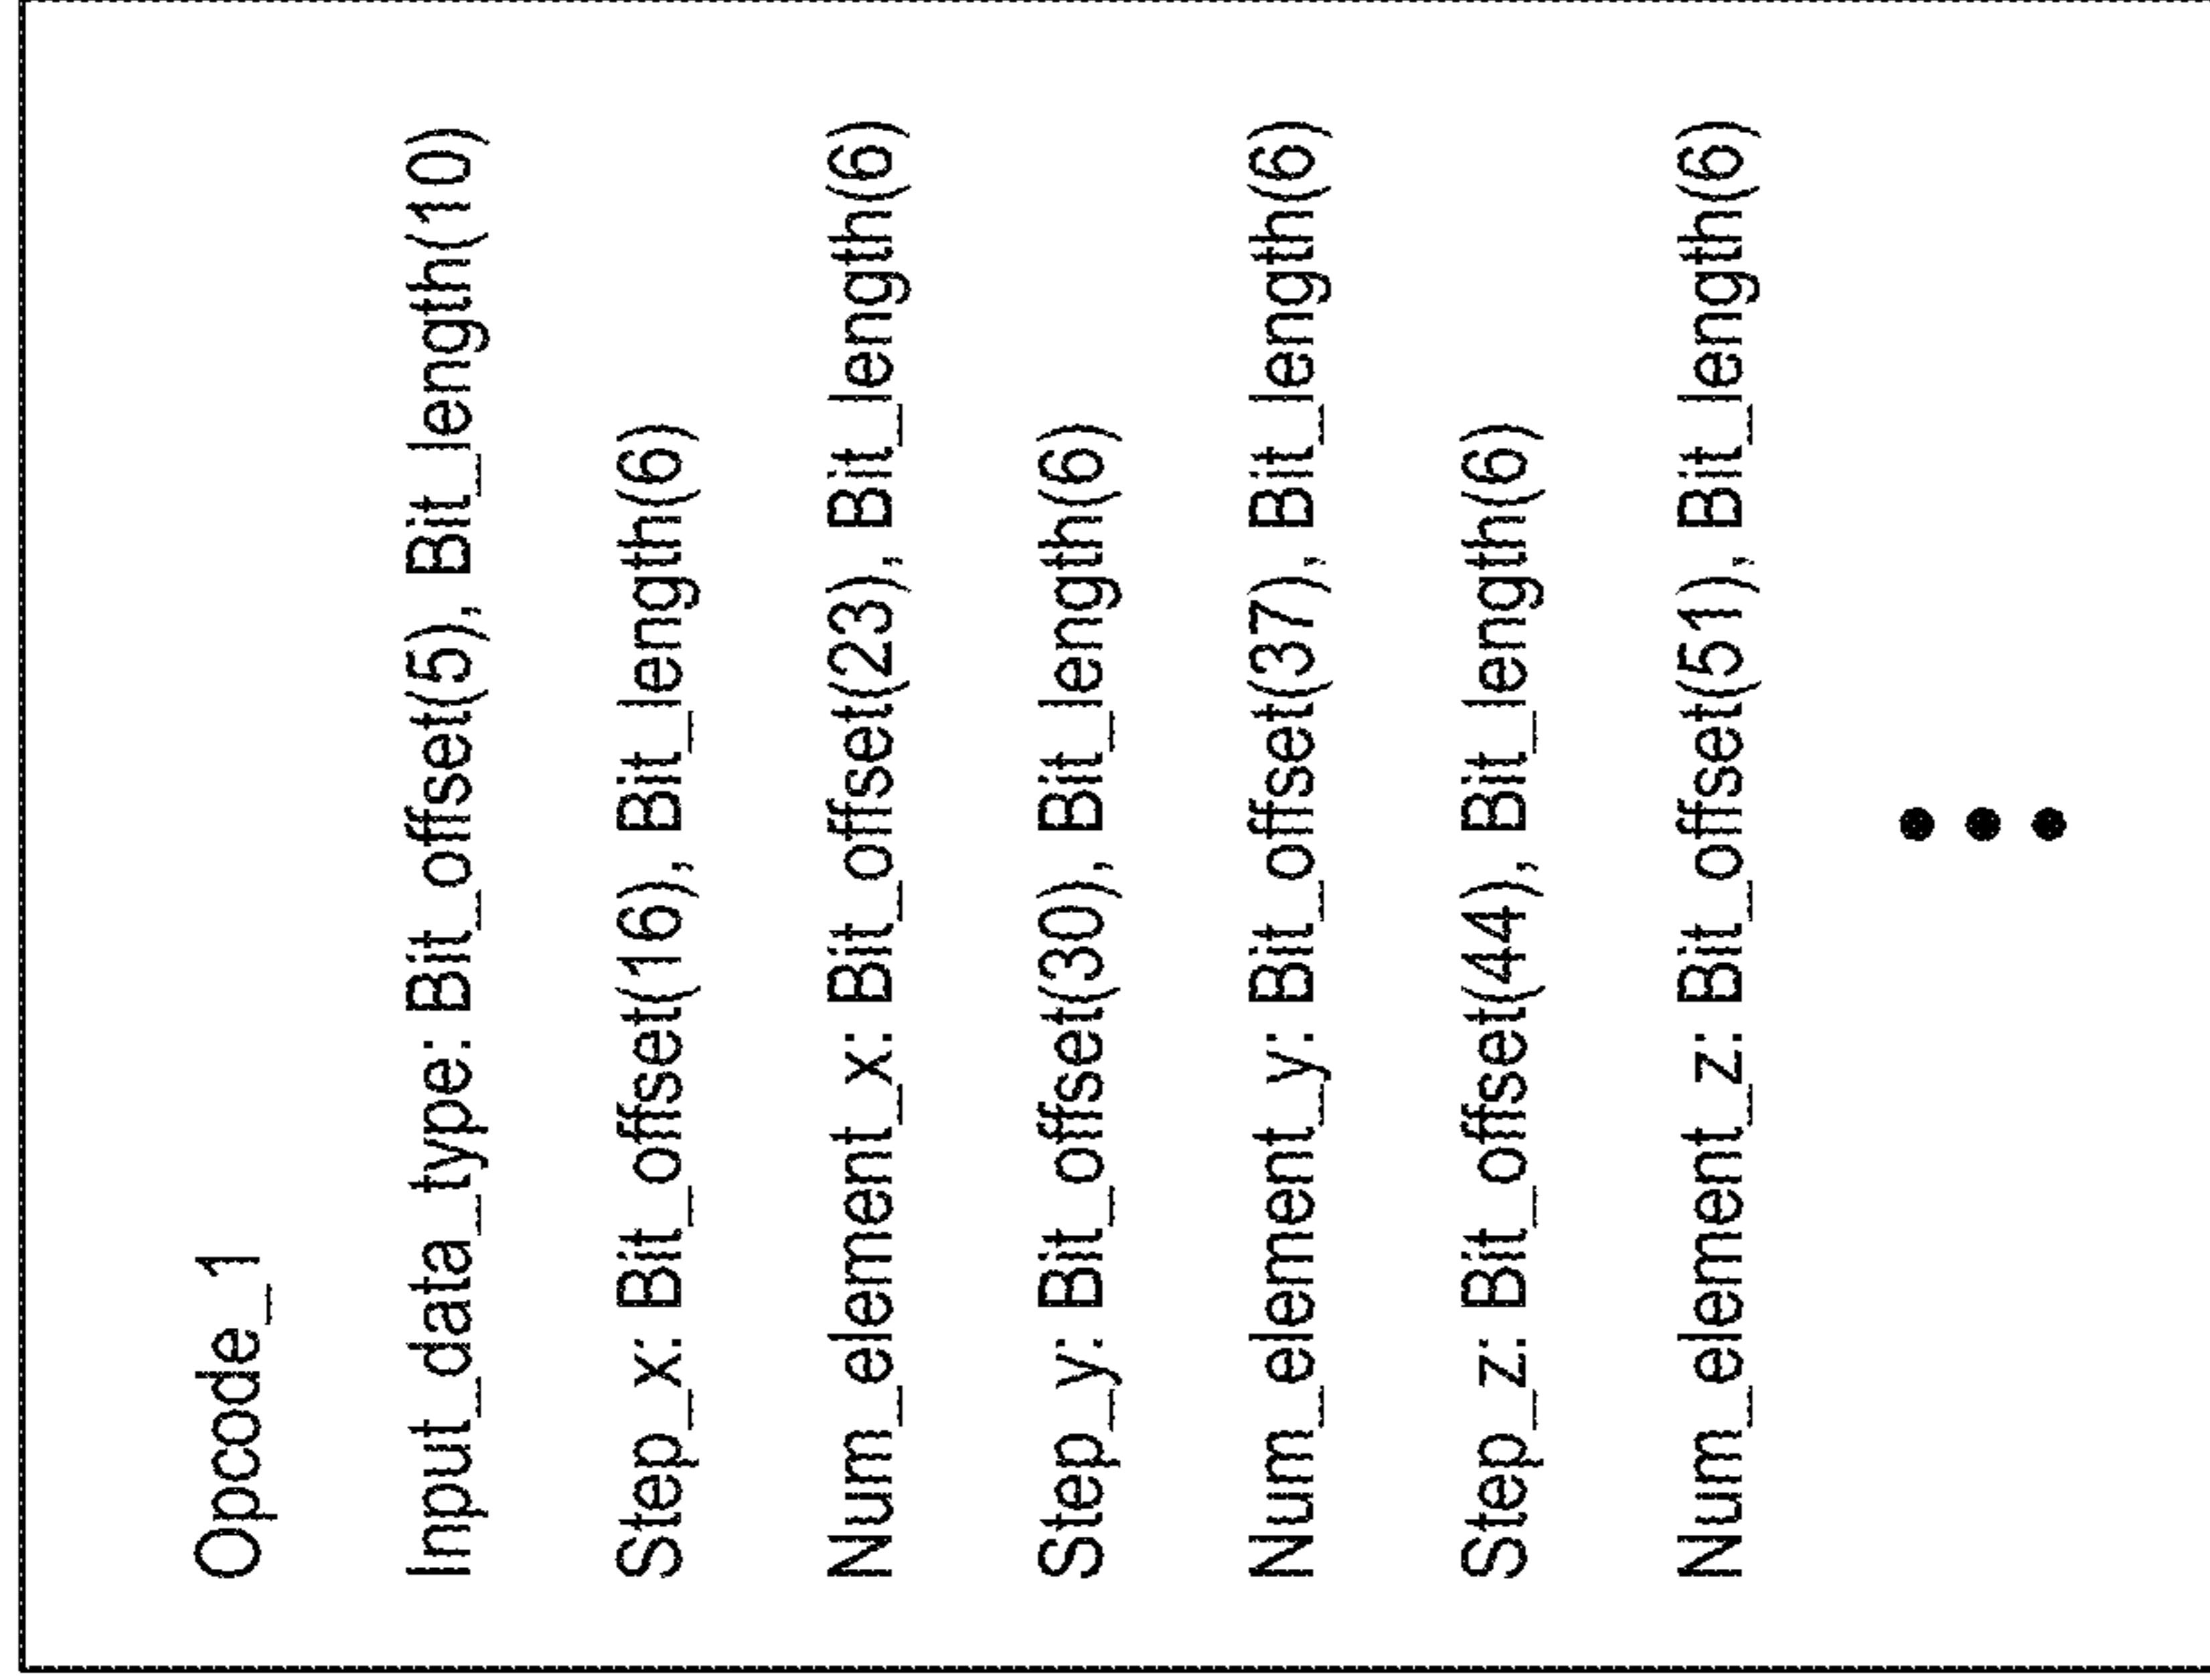 Opcode_1
Input_data_type: Bit_offset(5), Bit_length(10)
Step_x: Bit_offset(16), Bit_length(6)
Num_element_x: Bit_offset(23), Bit_length(6)
Step_y: Bit_offset(30), Bit_length(6)
Num_element_y: Bit_offset(37), Bit_length(6)
Step_z: Bit_offset(44), Bit_length(6)
Num_element_z: Bit_offset(51), Bit_length(6)